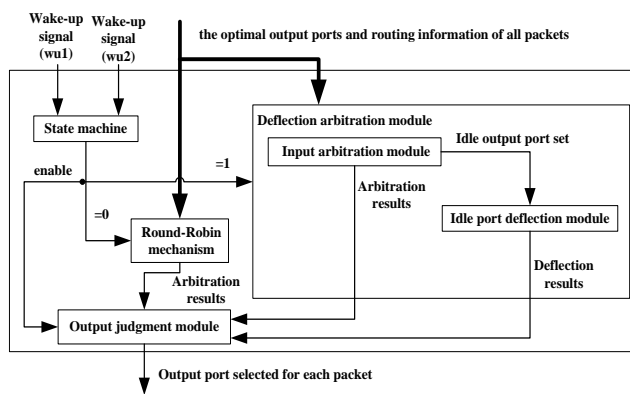 Wake-up
signal
(wu1)
Wake-up
signal
(wu2)
the optimal output ports and routing information of all packets
State machine
Deflection arbitration module
Input arbitration module
Idle output port set
enable
=1
Arbitration
results
Idle port deflection module
=0
Round-Robin
mechanism
Deflection
results
Arbitration
results
Output judgment module
Output port selected for each packet